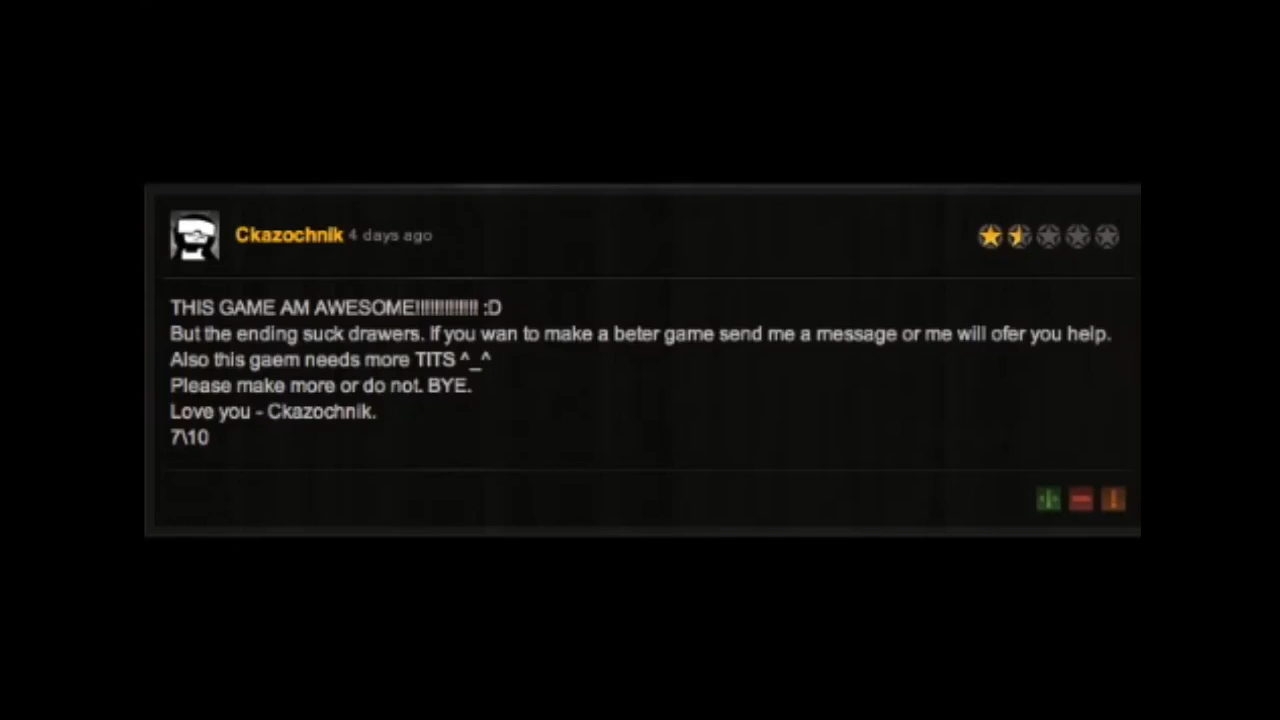 Ckazochnik 4 days ago
THIS GAME AM AWESOME!!!!!!!!!!!!! :D
But the ending suck drawers. If you wan to make a beter game send me a message or me will ofer you help.
Also this gaem needs more TITS ^_^
Please make more or do not. BYE.
Love you - Ckazochnik.
7\10